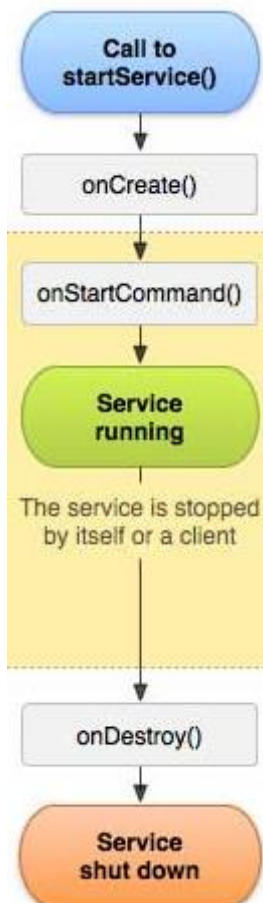 Call to
startService()
onCreate()
onStartCommand()
Service
running
The service is stopped
by itself or a client
onDestroy()
Service
shut down